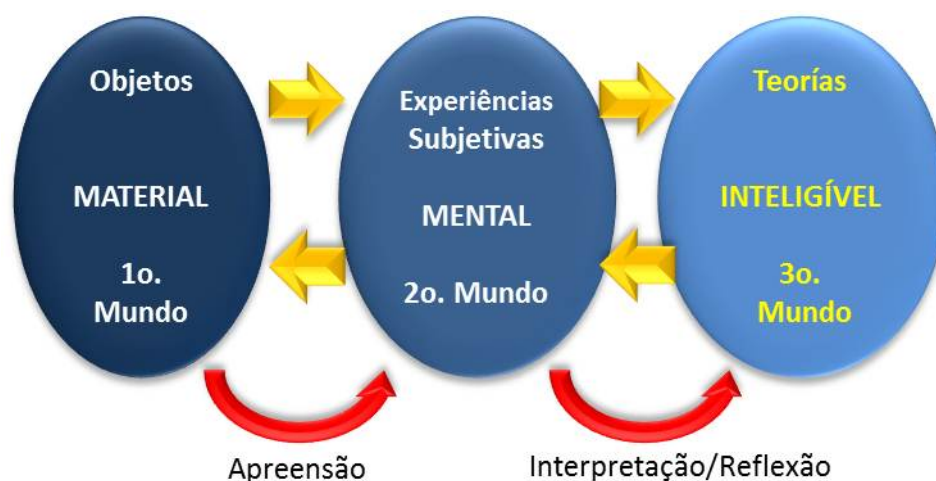 Objetos
MATERIAL
1o.
Mundo
Experiências
Subjetivas
MENTAL
2o. Mundo
Teorías
INTELIGÍVEL
3o.
Mundo
Apreensão
Interpretação/Reflexão